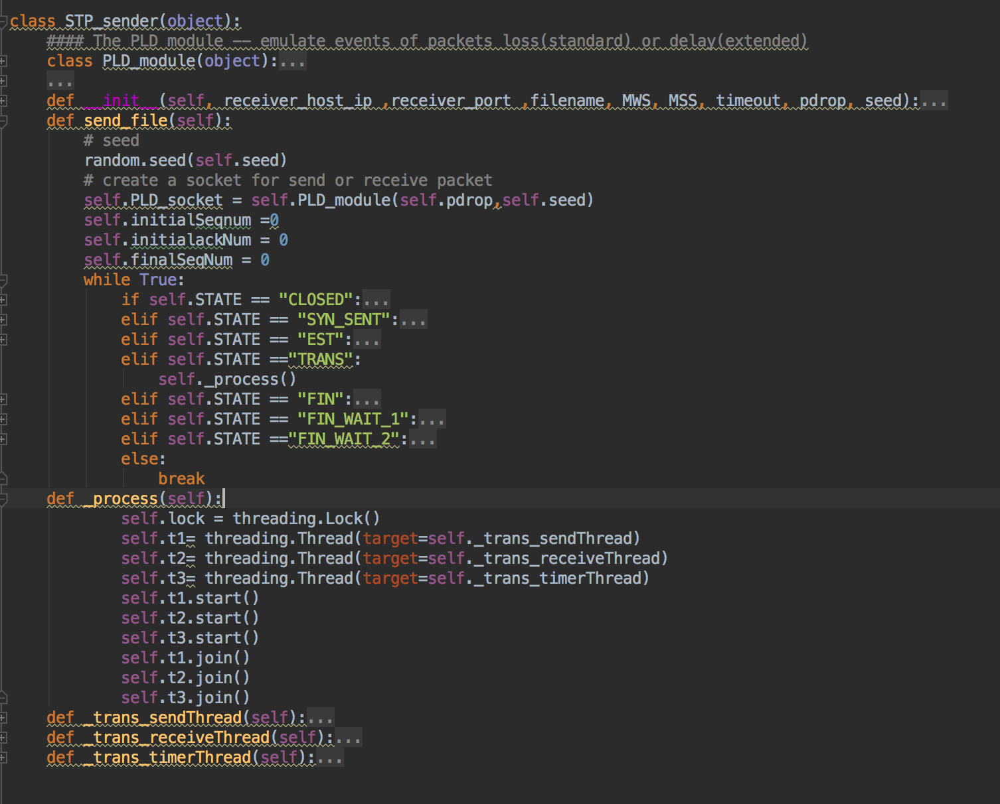 class STP_sender(object):
    #### The PLD module -- emulate events of packets loss(standard) or delay(extended)
    class PLD_module(object):...
    ...
    def __init__(self, receiver_host_ip ,receiver_port ,filename, MWS, MSS, timeout, pdrop, seed):...
    def send_file(self):
        # seed
        random.seed(self.seed)
        # create a socket for send or receive packet
        self.PLD_socket = self.PLD_module(self.pdrop,self.seed)
        self.initialSeqnum =0
        self.initialackNum = 0
        self.finalSeqNum = 0
        while True:
            if self.STATE == "CLOSED":...
            elif self.STATE == "SYN_SENT":...
            elif self.STATE == "EST":...
            elif self.STATE =="TRANS":
                self._process()
            elif self.STATE == "FIN":...
            elif self.STATE == "FIN_WAIT_1":...
            elif self.STATE =="FIN_WAIT_2":...
            else:
                break
    def _process(self):
            self.lock = threading.Lock()
            self.t1= threading.Thread(target=self._trans_sendThread)
            self.t2= threading.Thread(target=self._trans_receiveThread)
            self.t3= threading.Thread(target=self._trans_timerThread)
            self.t1.start()
            self.t2.start()
            self.t3.start()
            self.t1.join()
            self.t2.join()
            self.t3.join()
    def _trans_sendThread(self):...
    def _trans_receiveThread(self):...
    def _trans_timerThread(self):...